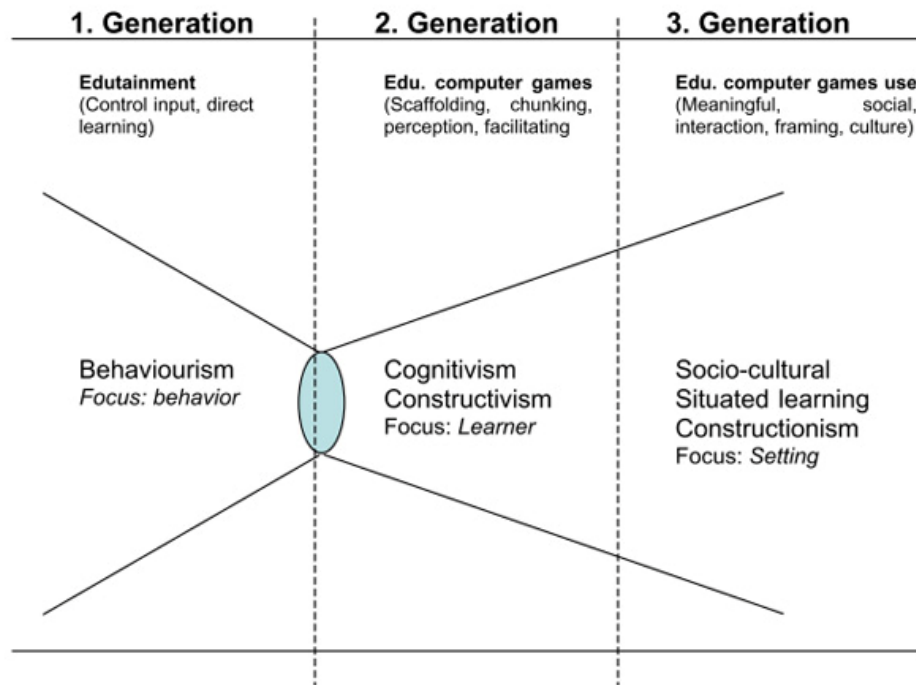 1. Generation
2. Generation
3. Generation
Edutainment
(Control input, direct
learning)
Edu. computer games
(Scaffolding, chunking,
perception, facilitating
Edu. computer games use
(Meaningful, social,
interaction, framing, culture)
Behaviourism
Focus: behavior
Cognitivism
Constructivism
Focus: Learner
Socio-cultural
Situated learning
Constructionism
Focus: Setting